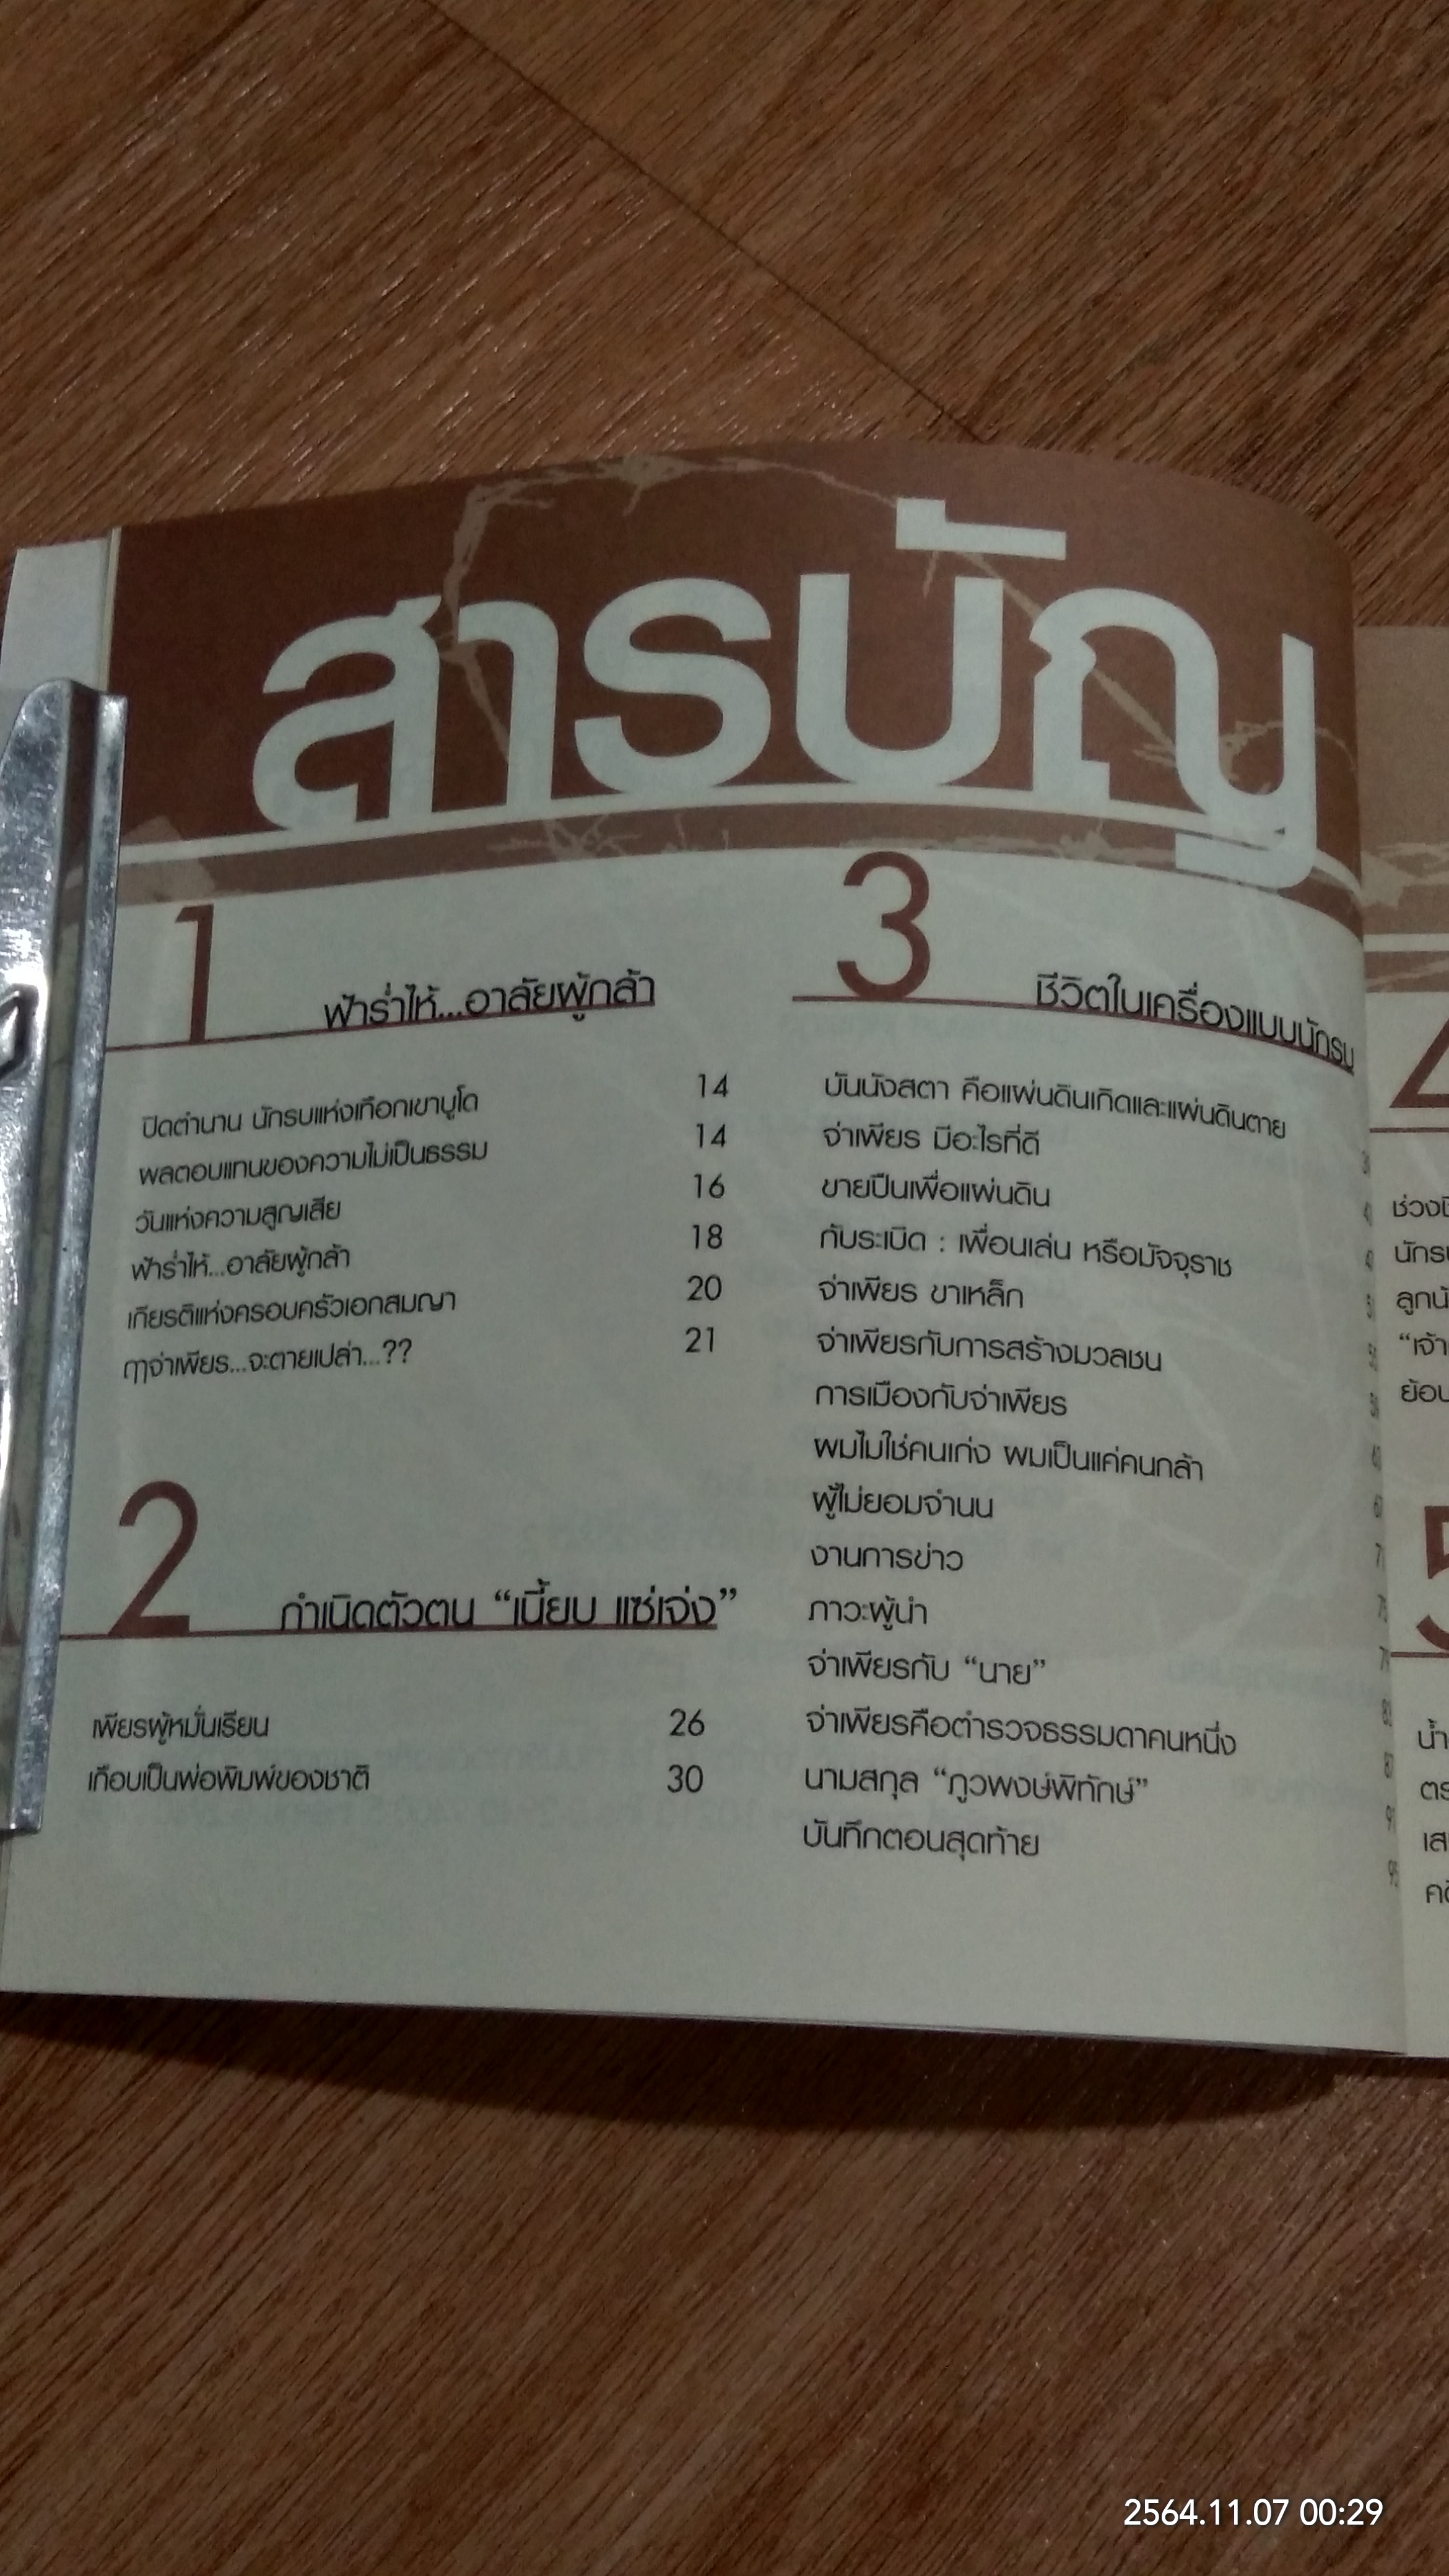 สารบัญ
1
ฟ้าร่ำไห้...อาลัยผู้กล้า
ปิดตำนาน นักรบแห่งเทือกเขาบูโด 14
ผลตอบแทนของความไม่เป็นธรรม 14
วันแห่งความสูญเสีย 16
ฟ้าร่ำไห้...อาลัยผู้กล้า 18
เกียรติแห่งครอบครัวเอกสมญา 20
ฤๅจ่าเพียร...จะตายเปล่า...?? 21
2
กำเนิดตัวตน “เนี้ยบ แซ่เจ่ง”
เพียรผู้หมั่นเรียน 26
เกือบเป็นพ่อพิมพ์ของชาติ 30
3
ชีวิตในเครื่องแบบนักรบ
บันนังสตา คือแผ่นดินเกิดและแผ่นดินตาย
จ่าเพียร มีอะไรที่ดี
ขายปืนเพื่อแผ่นดิน
กับระเบิด : เพื่อนเล่น หรือมัจจุราช
จ่าเพียร ขาเหล็ก
จ่าเพียรกับการสร้างมวลชน
การเมืองกับจ่าเพียร
ผมไม่ใช่คนเก่ง ผมเป็นแค่คนกล้า
ผู้ไม่ยอมจำนน
งานการข่าว
ภาวะผู้นำ
จ่าเพียรกับ “นาย”
จ่าเพียรคือตำรวจธรรมดาคนหนึ่ง
นามสกุล “ภูวพงษ์พิทักษ์”
บันทึกตอนสุดท้าย
5
2564.11.07 00:29